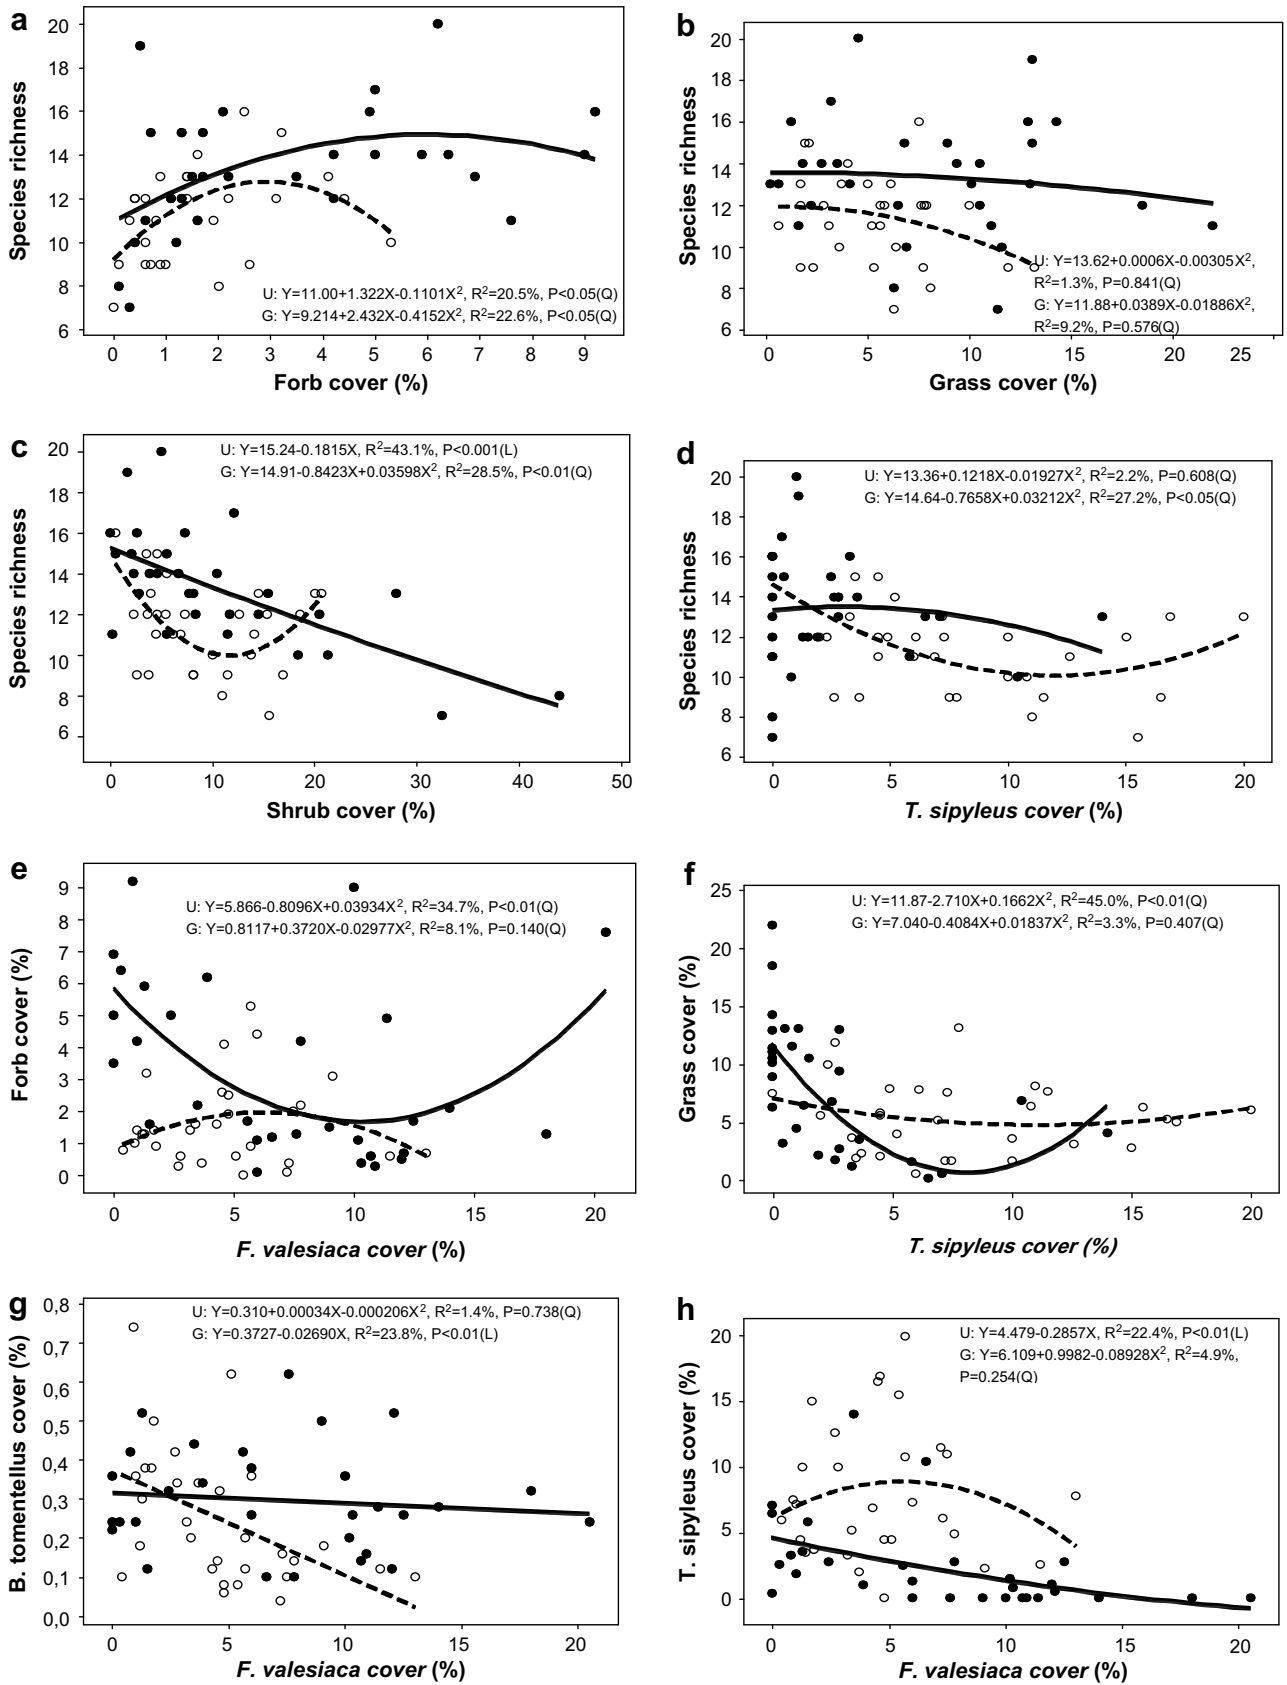 a
20
18
16
14
12
10
8
6
Species richness
U: Y=11.00+1.322X-0.1101X², R²=20.5%, P<0.05(Q)
G: Y=9.214+2.432X-0.4152X², R²=22.6%, P<0.05(Q)
0 1 2 3 4 5 6 7 8 9
Forb cover (%)
b
20
18
16
14
12
10
8
6
Species richness
U: Y=13.62+0.0006X-0.00305X²,
R²=1.3%, P=0.841(Q)
G: Y=11.88+0.0389X-0.01886X²,
R²=9.2%, P=0.576(Q)
0 5 10 15 20 25
Grass cover (%)
c
20
18
16
14
12
10
8
6
Species richness
U: Y=15.24-0.1815X, R²=43.1%, P<0.001(L)
G: Y=14.91-0.8423X+0.03598X², R²=28.5%, P<0.01(Q)
0 10 20 30 40 50
Shrub cover (%)
d
20
18
16
14
12
10
8
6
Species richness
U: Y=13.36+0.1218X-0.01927X², R²=2.2%, P=0.608(Q)
G: Y=14.64-0.7658X+0.03212X², R²=27.2%, P<0.05(Q)
0 5 10 15 20
T. sipyleus cover (%)
e
9
8
7
6
5
4
3
2
1
0
Forb cover (%)
U: Y=5.866-0.8096X+0.03934X², R²=34.7%, P<0.01(Q)
G: Y=0.8117+0.3720X-0.02977X², R²=8.1%, P=0.140(Q)
0 5 10 15 20
F. valesiaca cover (%)
f
25
20
15
10
5
0
Grass cover (%)
U: Y=11.87-2.710X+0.1662X², R²=45.0%, P<0.01(Q)
G: Y=7.040-0.4084X+0.01837X², R²=3.3%, P=0.407(Q)
0 5 10 15 20
T. sipyleus cover (%)
g
0,8
0,7
0,6
0,5
0,4
0,3
0,2
0,1
0,0
B. tomentellus cover (%)
U: Y=0.310+0.00034X-0.000206X², R²=1.4%, P=0.738(Q)
G: Y=0.3727-0.02690X, R²=23.8%, P<0.01(L)
0 5 10 15 20
F. valesiaca cover (%)
h
20
15
10
5
0
T. sipyleus cover (%)
U: Y=4.479-0.2857X, R²=22.4%, P<0.01(L)
G: Y=6.109+0.9982-0.08928X², R²=4.9%,
P=0.254(Q)
0 5 10 15 20
F. valesiaca cover (%)